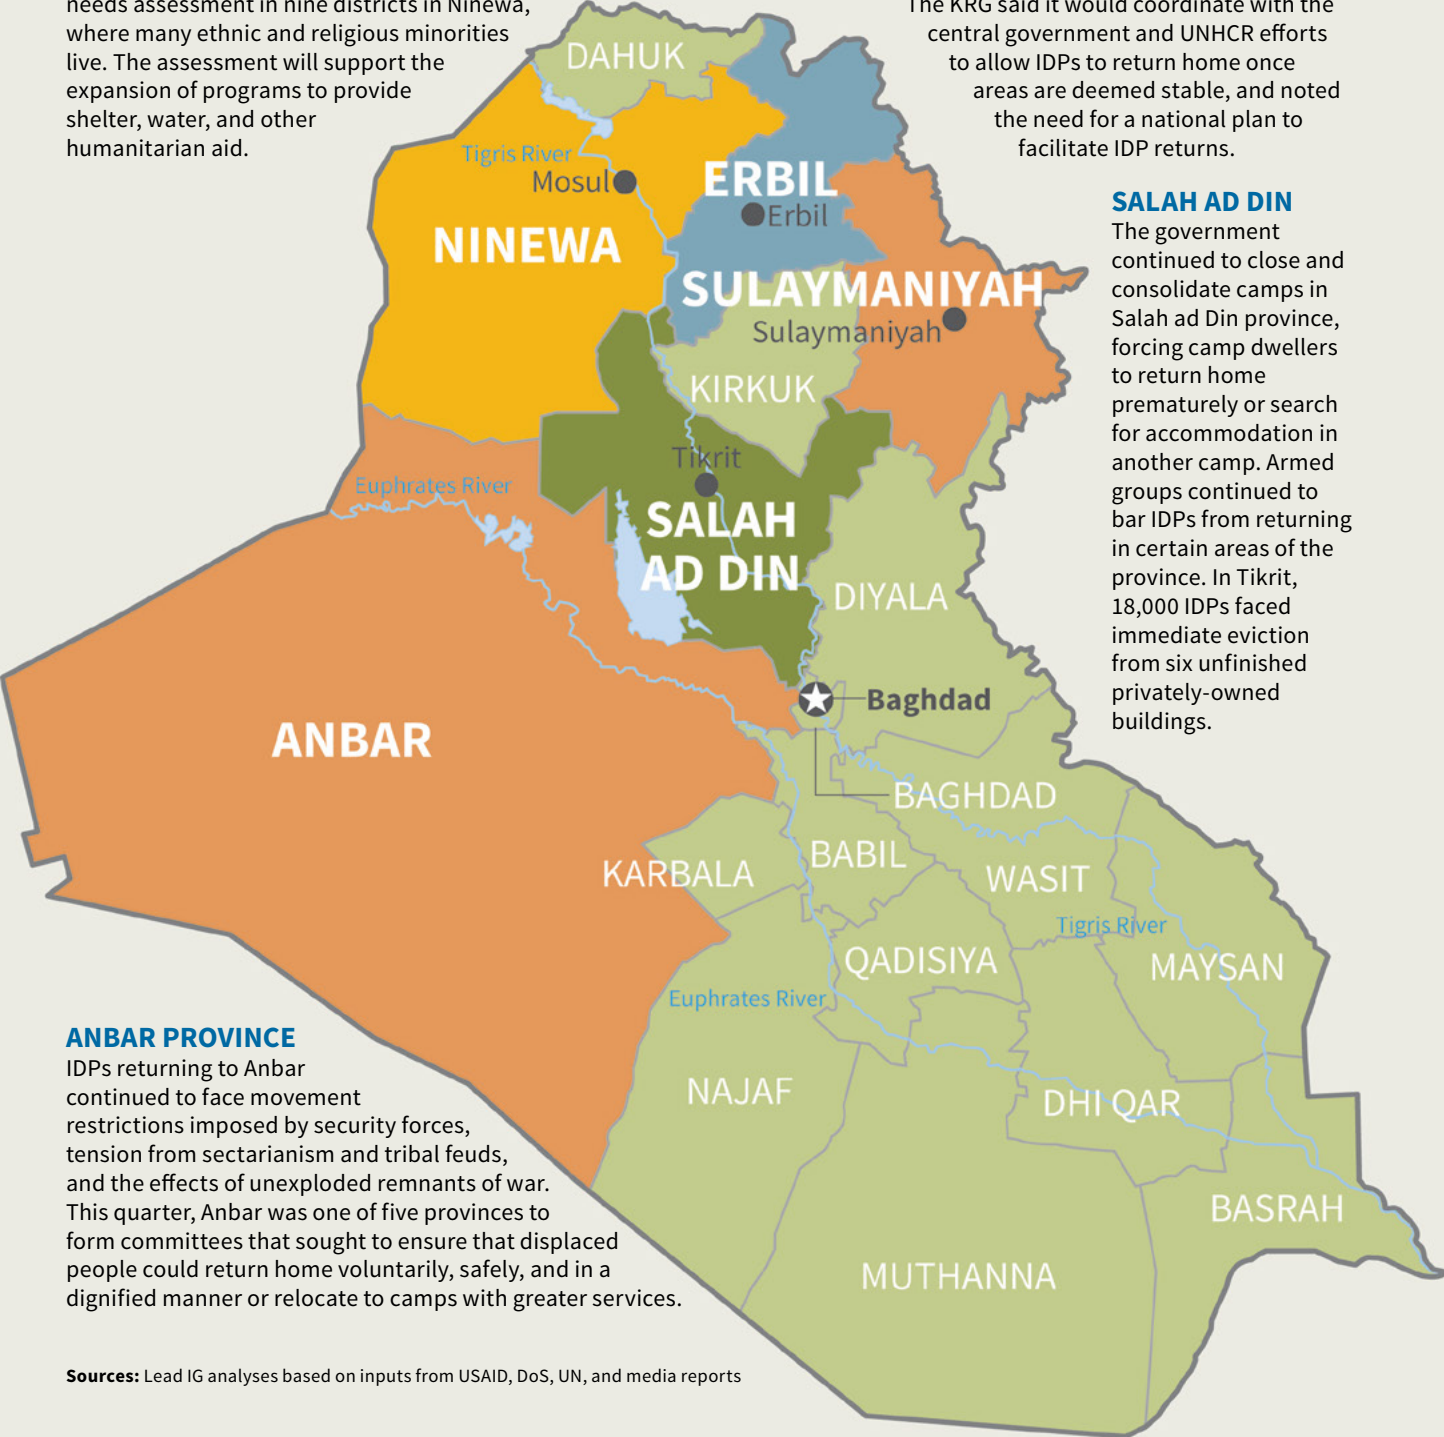 needs assessment in nine districts in Ninewa,
where many ethnic and religious minorities
live. The assessment will support the
expansion of programs to provide
shelter, water, and other
humanitarian aid.
The KRG said it would coordinate with the
central government and UNHCR efforts
to allow IDPs to return home once
areas are deemed stable, and noted
the need for a national plan to
facilitate IDP returns.
SALAH AD DIN
The government
continued to close and
consolidate camps in
Salah ad Din province,
forcing camp dwellers
to return home
prematurely or search
for accommodation in
another camp. Armed
groups continued to
bar IDPs from returning
in certain areas of the
province. In Tikrit,
18,000 IDPs faced
immediate eviction
from six unfinished
privately-owned
buildings.
DAHUK
Tigris River
Mosul
ERBIL
Erbil
NINEWA
SULAYMANIYAH
Sulaymaniyah
KIRKUK
Tikrit
Euphrates River
SALAH
AD DIN
DIYALA
Baghdad
ANBAR
BAGHDAD
BABIL
KARBALA
WASIT
Tigris River
QADISIYA
MAYSAN
Euphrates River
NAJAF
DHI QAR
BASRAH
MUTHANNA
ANBAR PROVINCE
IDPs returning to Anbar
continued to face movement
restrictions imposed by security forces,
tension from sectarianism and tribal feuds,
and the effects of unexploded remnants of war.
This quarter, Anbar was one of five provinces to
form committees that sought to ensure that displaced
people could return home voluntarily, safely, and in a
dignified manner or relocate to camps with greater services.
Sources: Lead IG analyses based on inputs from USAID, DoS, UN, and media reports